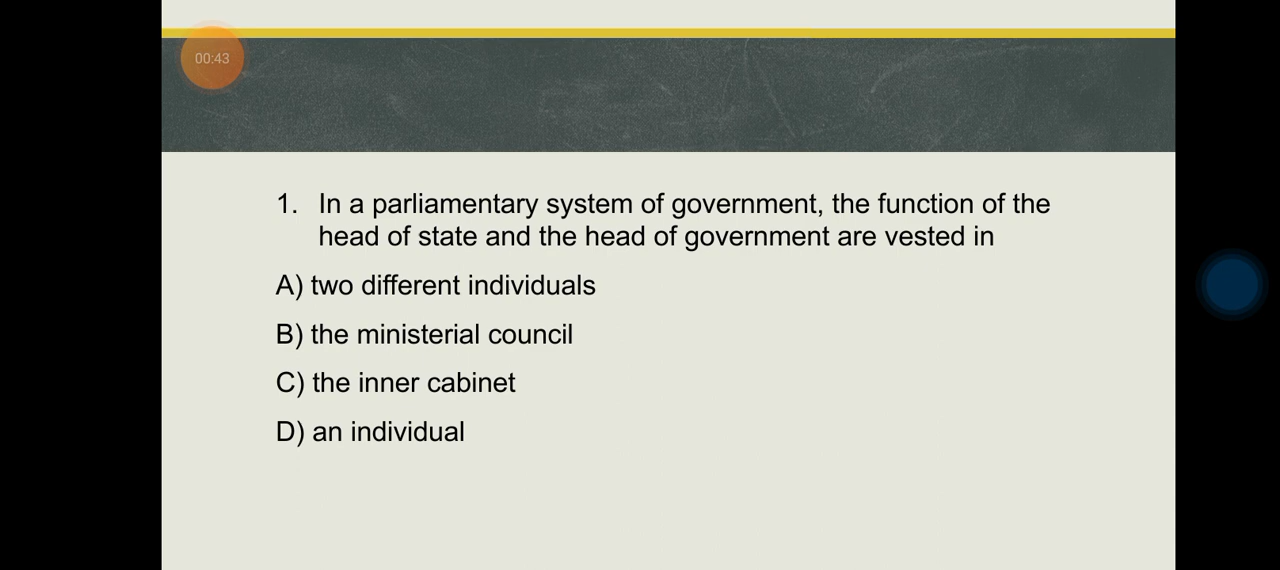 00:43
1. In a parliamentary system of government, the function of the
head of state and the head of government are vested in
A) two different individuals
B) the ministerial council
C) the inner cabinet
D) an individual